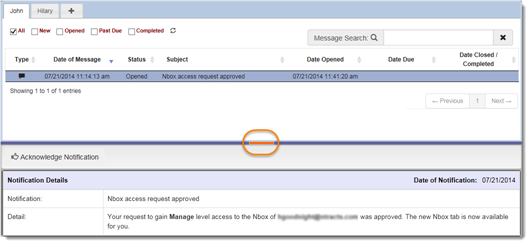 John Hilary +
All New Opened Past Due Completed
Message Search:
Type Date of Message Status Subject Date Opened Date Due Date Closed / Completed
07/21/2014 11:14:13 am Opened Nbox access request approved 07/21/2014 11:41:20 am
Showing 1 to 1 of 1 entries
← Previous 1 Next →
Acknowledge Notification
Notification Details Date of Notification: 07/21/2014
Notification: Nbox access request approved
Detail: Your request to gain Manage level access to the Nbox of was approved. The new Nbox tab is now available
for you.